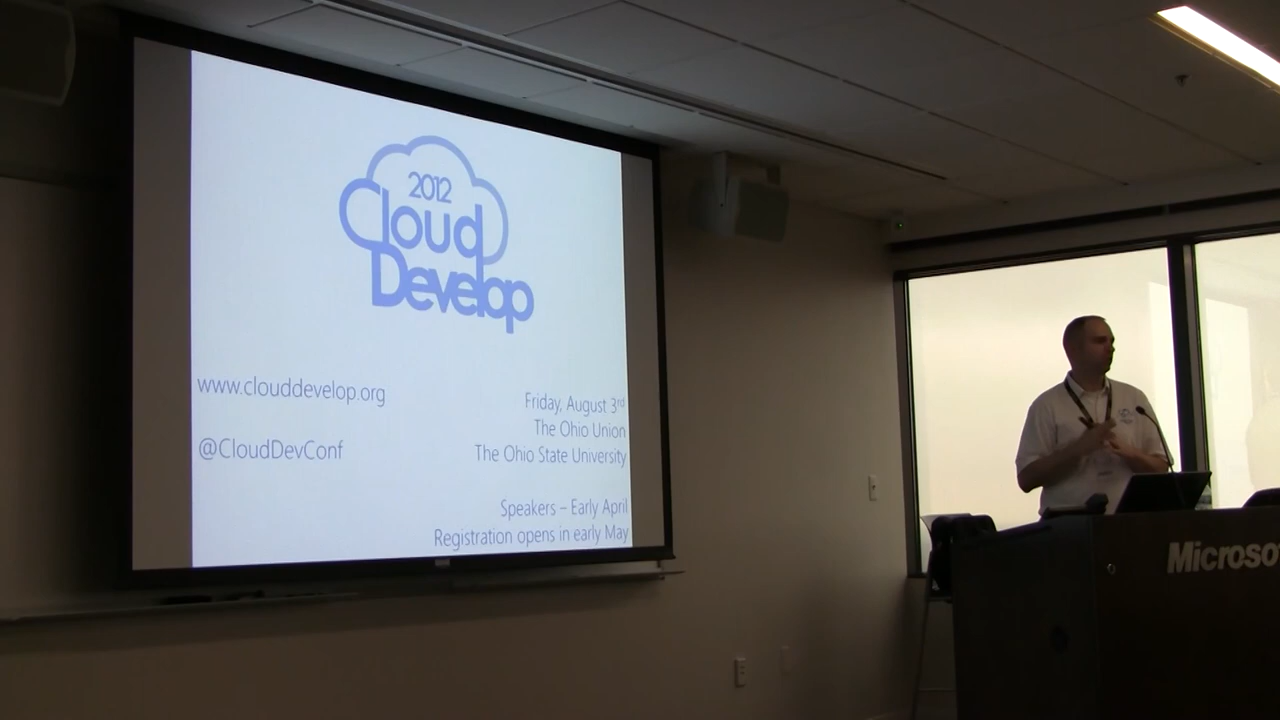 2012
Cloud
Develop
www.clouddevelop.org
@CloudDevConf
Friday, August 3rd
The Ohio Union
The Ohio State University
Speakers – Early April
Registration opens in early May
Microso